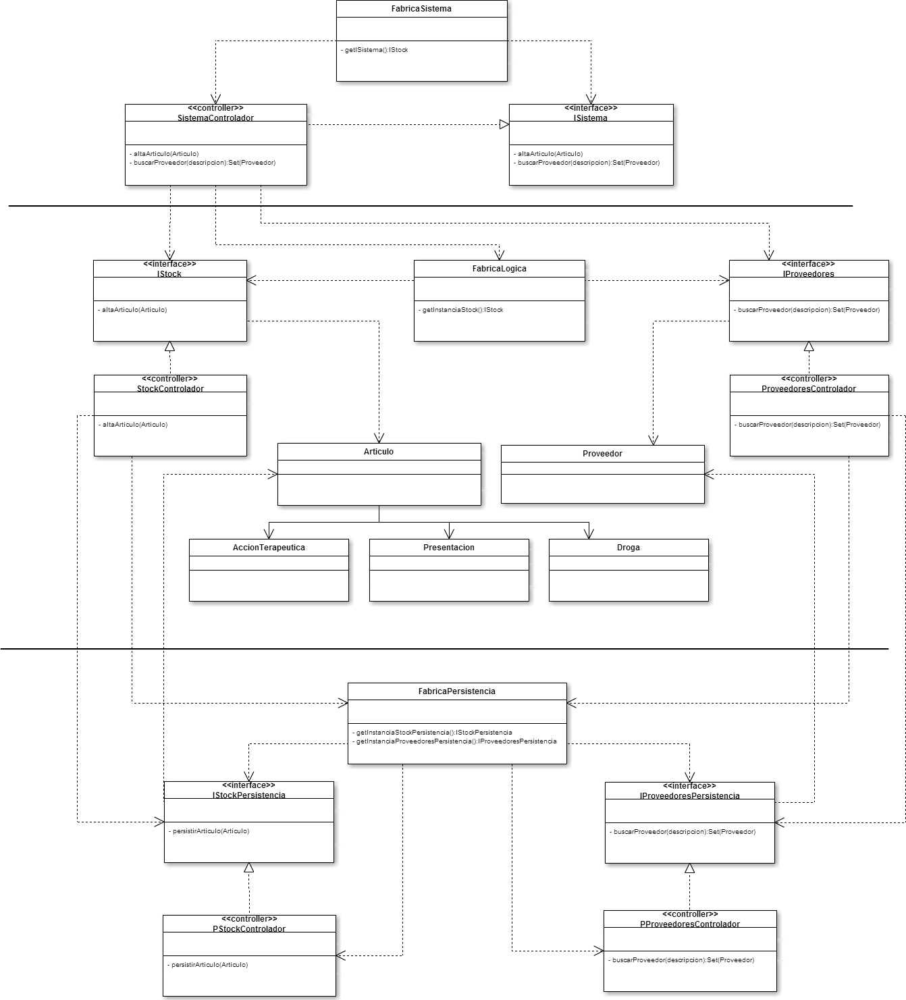 FabricaSistema
- getISistema():IStock
<<controller>>
SistemaControlador
- altaArticulo(Articulo)
- buscarProveedor(descripcion):Set(Proveedor)
<<interface>>
ISistema
- altaArticulo(Articulo)
- buscarProveedor(descripcion):Set(Proveedor)
<<interface>>
IStock
- altaArticulo(Articulo)
FabricaLogica
- getInstanciaStock():IStock
<<interface>>
IProveedores
- buscarProveedor(descripcion):Set(Proveedor)
<<controller>>
StockControlador
- altaArticulo(Articulo)
<<controller>>
ProveedoresControlador
- buscarProveedor(descripcion):Set(Proveedor)
Articulo
Proveedor
AccionTerapeutica
Presentacion
Droga
FabricaPersistencia
- getInstanciaStockPersistencia():IStockPersistencia
- getInstanciaProveedoresPersistencia():IProveedoresPersistencia
<<interface>>
IStockPersistencia
- persistirArticulo(Articulo)
<<interface>>
IProveedoresPersistencia
- buscarProveedor(descripcion):Set(Proveedor)
<<controller>>
PStockControlador
- persistirArticulo(Articulo)
<<controller>>
PProveedoresControlador
- buscarProveedor(descripcion):Set(Proveedor)